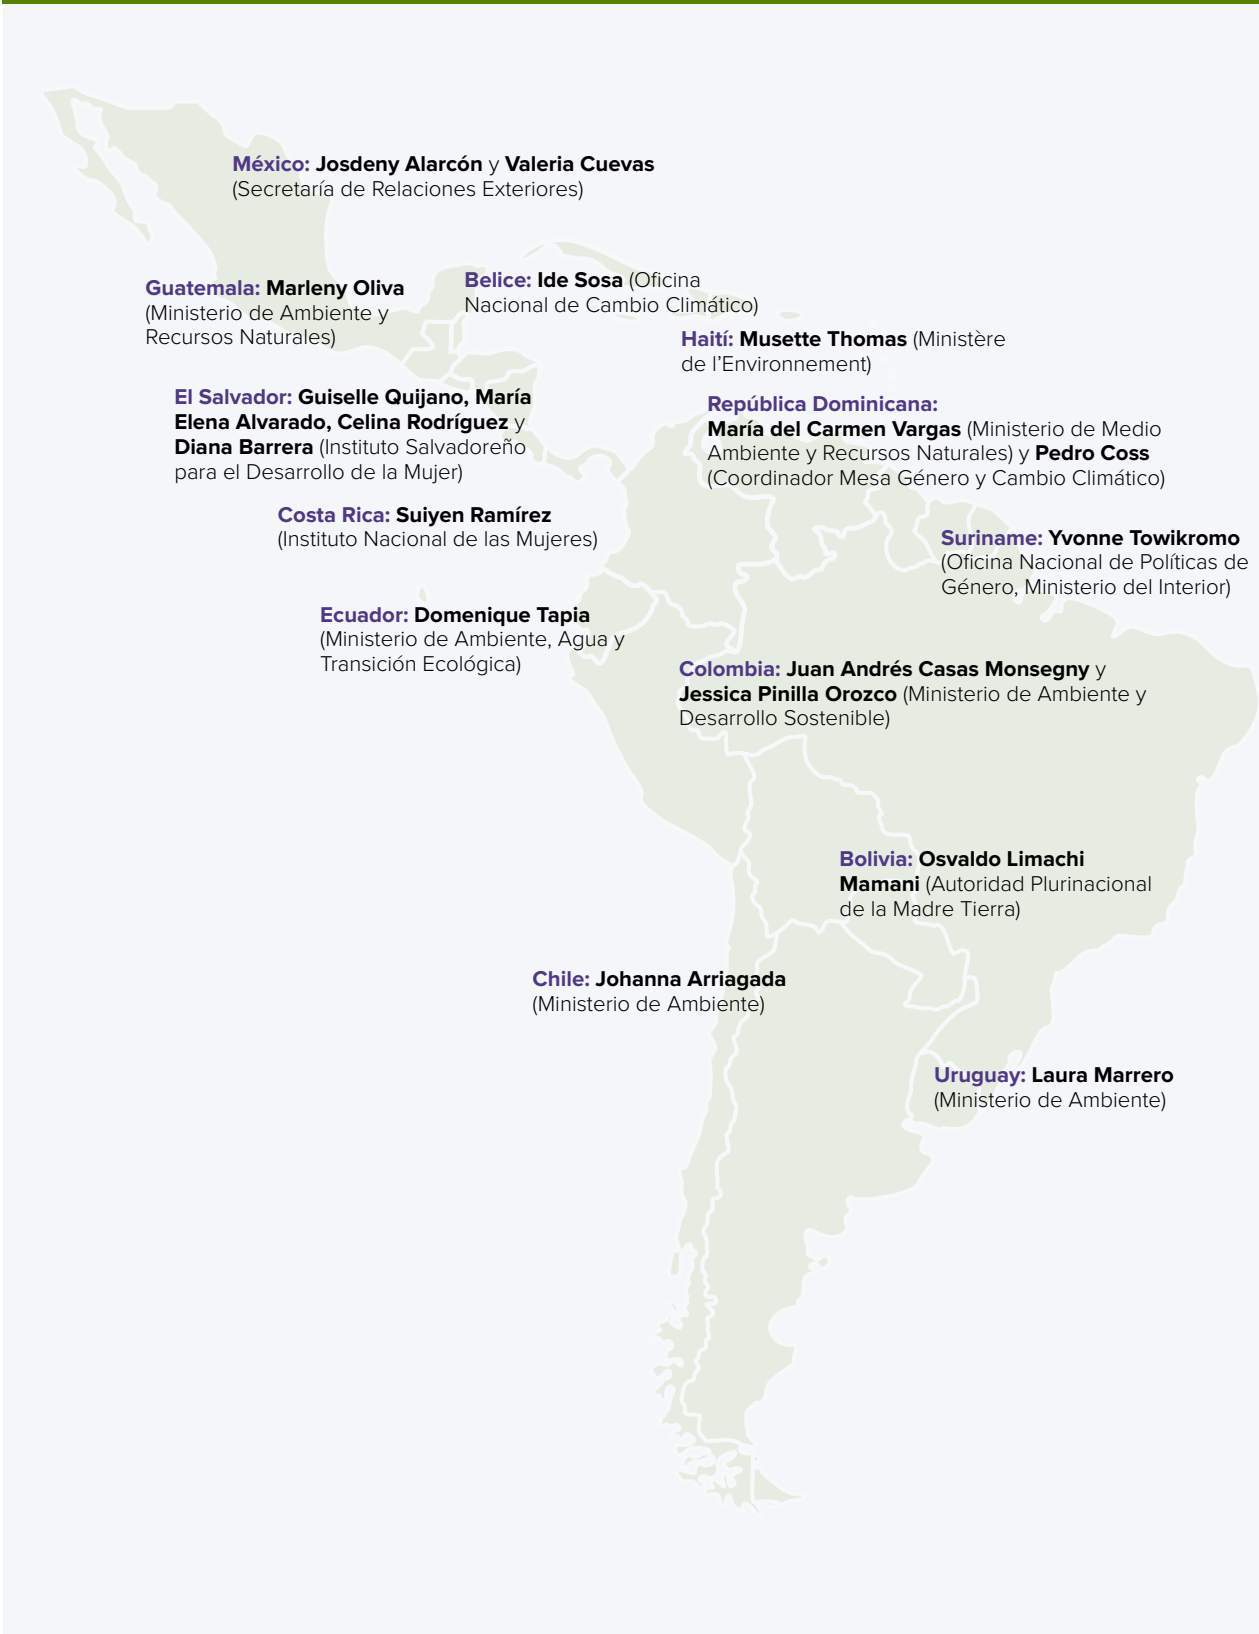 México: Josdeny Alarcón y Valeria Cuevas
(Secretaría de Relaciones Exteriores)
Guatemala: Marleny Oliva
(Ministerio de Ambiente y
Recursos Naturales)
Belice: Ide Sosa (Oficina
Nacional de Cambio Climático)
Haití: Musette Thomas (Ministère
de l'Environnement)
El Salvador: Guiselle Quijano, María
Elena Alvarado, Celina Rodríguez y
Diana Barrera (Instituto Salvadoreño
para el Desarrollo de la Mujer)
República Dominicana:
María del Carmen Vargas (Ministerio de Medio
Ambiente y Recursos Naturales) y Pedro Coss
(Coordinador Mesa Género y Cambio Climático)
Costa Rica: Suiyen Ramírez
(Instituto Nacional de las Mujeres)
Suriname: Yvonne Towikromo
(Oficina Nacional de Políticas de
Género, Ministerio del Interior)
Ecuador: Domenique Tapia
(Ministerio de Ambiente, Agua y
Transición Ecológica)
Colombia: Juan Andrés Casas Monsegny y
Jessica Pinilla Orozco (Ministerio de Ambiente y
Desarrollo Sostenible)
Bolivia: Osvaldo Limachi
Mamani (Autoridad Plurinacional
de la Madre Tierra)
Chile: Johanna Arriagada
(Ministerio de Ambiente)
Uruguay: Laura Marrero
(Ministerio de Ambiente)